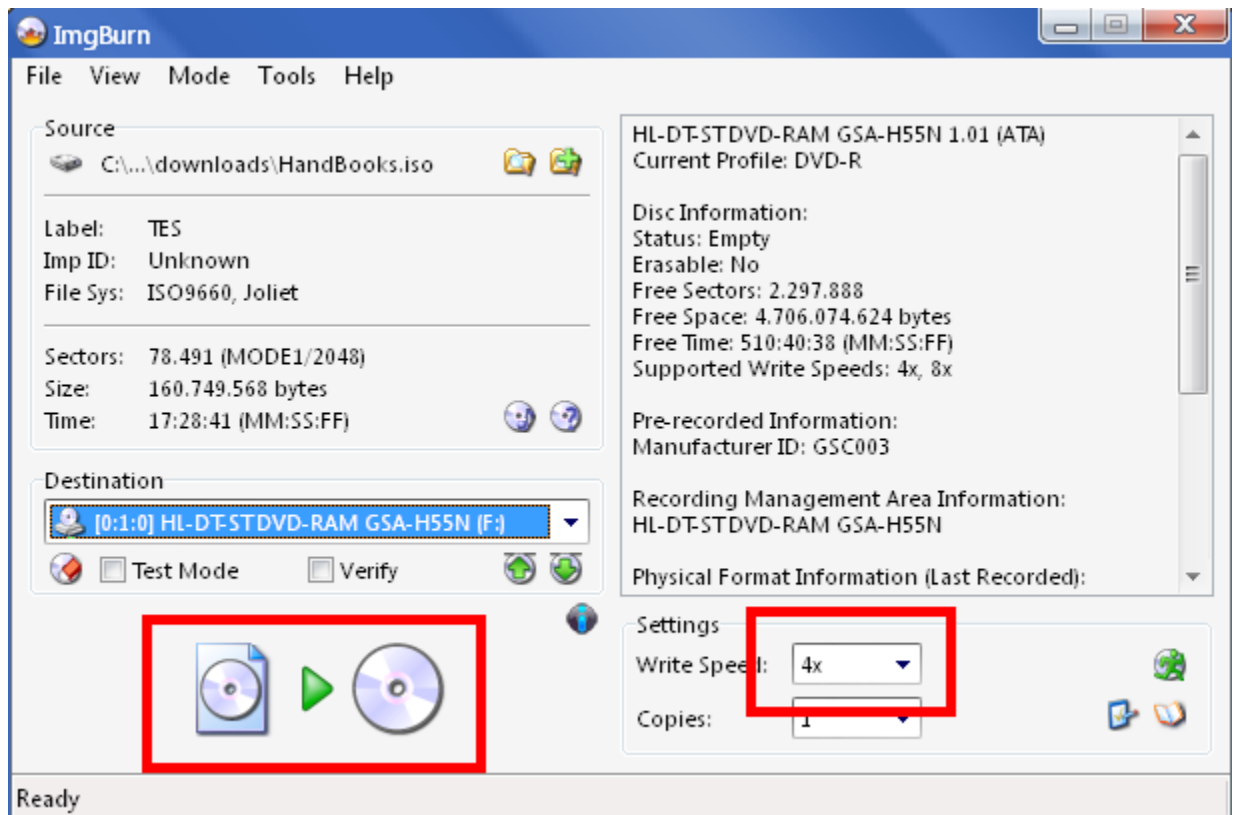 ImgBurn
File View Mode Tools Help
Source
C:\...\downloads\HandBooks.iso
Label: TES
Imp ID: Unknown
File Sys: ISO9660, Joliet
Sectors: 78.491 (MODE1/2048)
Size: 160.749.568 bytes
Time: 17:28:41 (MM:SS:FF)
Destination
[0:1:0] HL-DT-STDVD-RAM GSA-H55N (F:)
Test Mode
Verify
HL-DT-STDVD-RAM GSA-H55N 1.01 (ATA)
Current Profile: DVD-R
Disc Information:
Status: Empty
Erasable: No
Free Sectors: 2.297.888
Free Space: 4.706.074.624 bytes
Free Time: 510:40:38 (MM:SS:FF)
Supported Write Speeds: 4x, 8x
Pre-recorded Information:
Manufacturer ID: GSC003
Recording Management Area Information:
HL-DT-STDVD-RAM GSA-H55N
Physical Format Information (Last Recorded):
Settings
Write Speed: 4x
Copies: 1
Ready